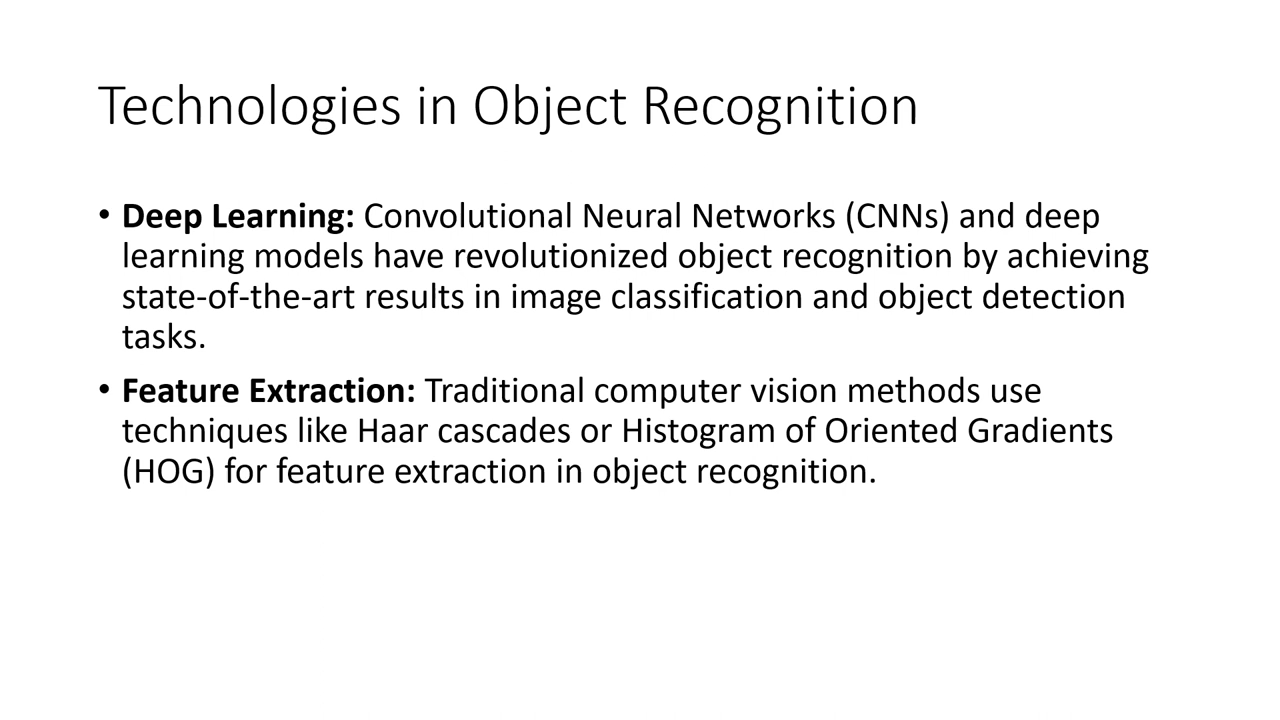 Technologies in Object Recognition
• Deep Learning: Convolutional Neural Networks (CNNs) and deep
learning models have revolutionized object recognition by achieving
state-of-the-art results in image classification and object detection
tasks.
• Feature Extraction: Traditional computer vision methods use
techniques like Haar cascades or Histogram of Oriented Gradients
(HOG) for feature extraction in object recognition.